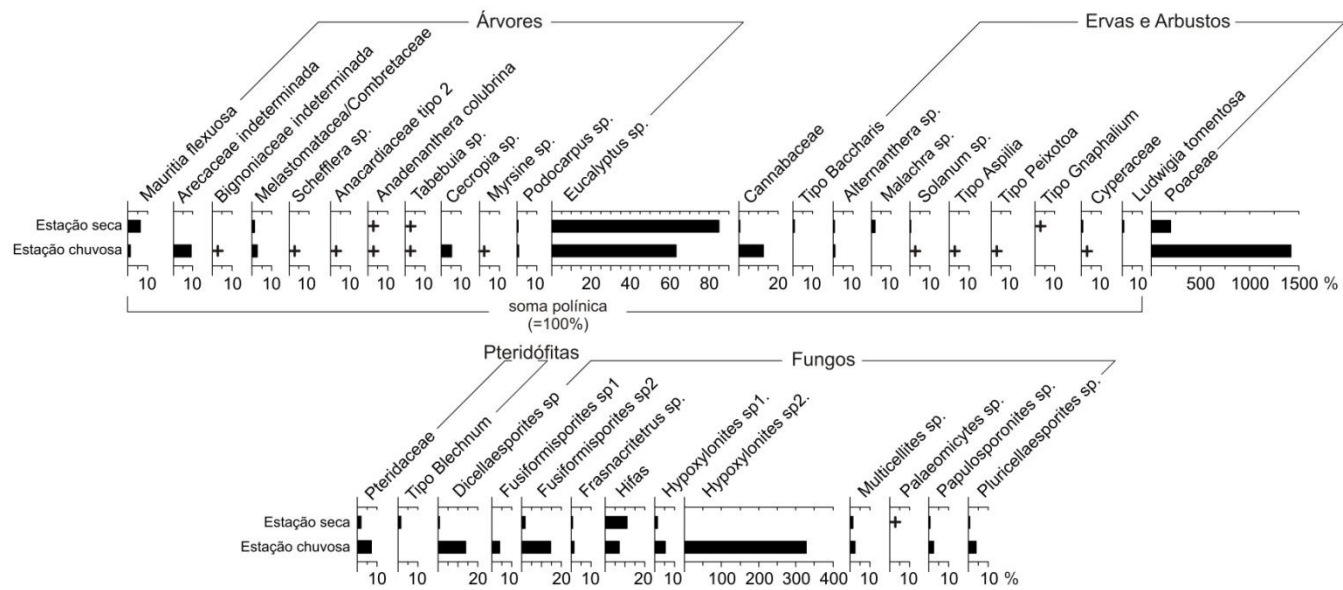 Árvores
Ervas e Arbustos
Mauritia flexuosa
Arecaceae indeterminada
Bignoniaceae indeterminada
Melastomatacea/Combretaceae
Schefflera sp.
Anacardiaceae tipo 2
Anadenanthera colubrina
Tabebuia sp.
Cecropia sp.
Myrsine sp.
Podocarpus sp.
Eucalyptus sp.
Cannabaceae
Tipo Baccharis
Alternanthera sp.
Malachra sp.
Solanum sp.
Tipo Aspilia
Tipo Peixotoa
Tipo Gnaphalium
Cyperaceae
Ludwigia tomentosa
Poaceae
Estação seca + + + +
Estação chuvosa + + + + + + + + + +
10 10 10 10 10 10 10 10 10 10 10 20 40 60 80 20 10 10 10 10 10 10 10 10 10 500 1000 1500 %
soma polínica
(=100%)
Pteridófitas
Fungos
Pteridaceae
Tipo Blechnum
Dicellaesporites sp
Fusiformisporites sp1
Fusiformisporites sp2
Frasnacritetrus sp.
Hifas
Hypoxylonites sp1.
Hypoxylonites sp2.
Multicellites sp.
Palaeomicytes sp.
Papulosporonites sp.
Pluricellaesporites sp.
Estação seca +
Estação chuvosa
10 10 20 10 20 10 20 10 100 200 300 400 10 10 10 10 %